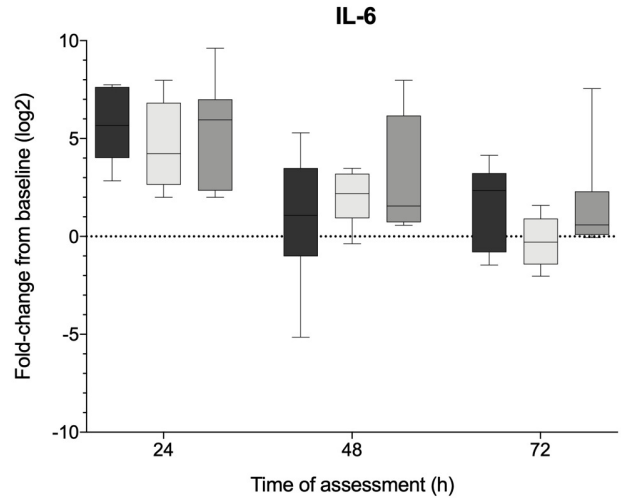 IL-6
Fold-change from baseline (log2)
10
5
0
-5
-10
24
48
72
Time of assessment (h)